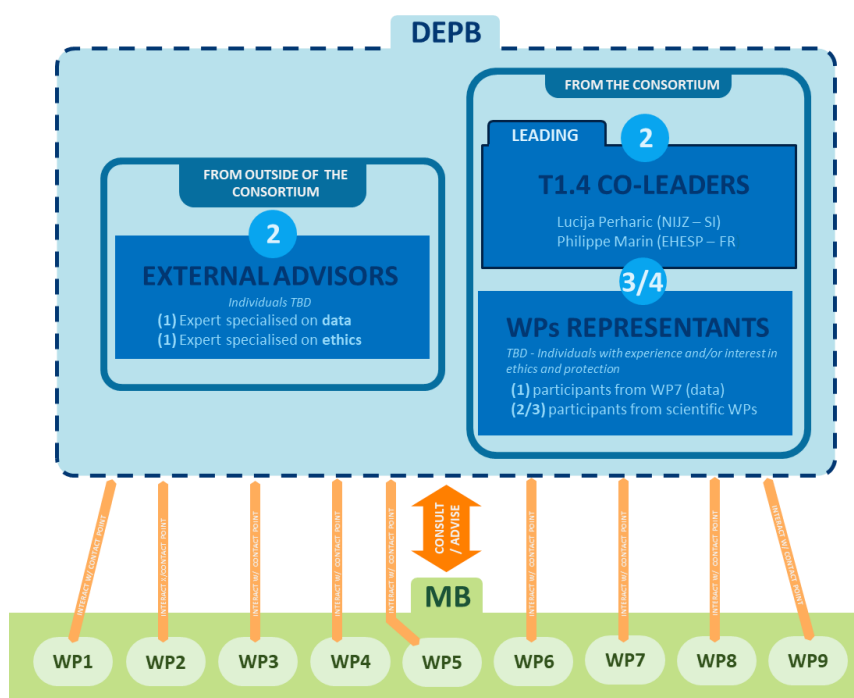 DEPB
FROM OUTSIDE OF THE
CONSORTIUM
2
EXTERNAL ADVISORS
Individuals TBD
(1) Expert specialised on data
(1) Expert specialised on ethics
FROM THE CONSORTIUM
LEADING
2
T1.4 CO-LEADERS
Lucija Perharic (NIJZ – SI)
Philippe Marin (EHESP – FR
3/4
WPs REPRESENTANTS
TBD - Individuals with experience and/or interest in
ethics and protection
(1) participants from WP7 (data)
(2/3) participants from scientific WPs
INTERACT W/ CONTACT POINT
INTERACT W/CONTACT POINT
INTERACT W/ CONTACT POINT
INTERACT W/ CONTACT POINT
INTERACT W/ CONTACT POINT
CONSULT
/ ADVISE
INTERACT W/ CONTACT POINT
INTERACT W/ CONTACT POINT
INTERACT W/ CONTACT POINT
INTERACT W/ CONTACT POINT
MB
WP1
WP2
WP3
WP4
WP5
WP6
WP7
WP8
WP9